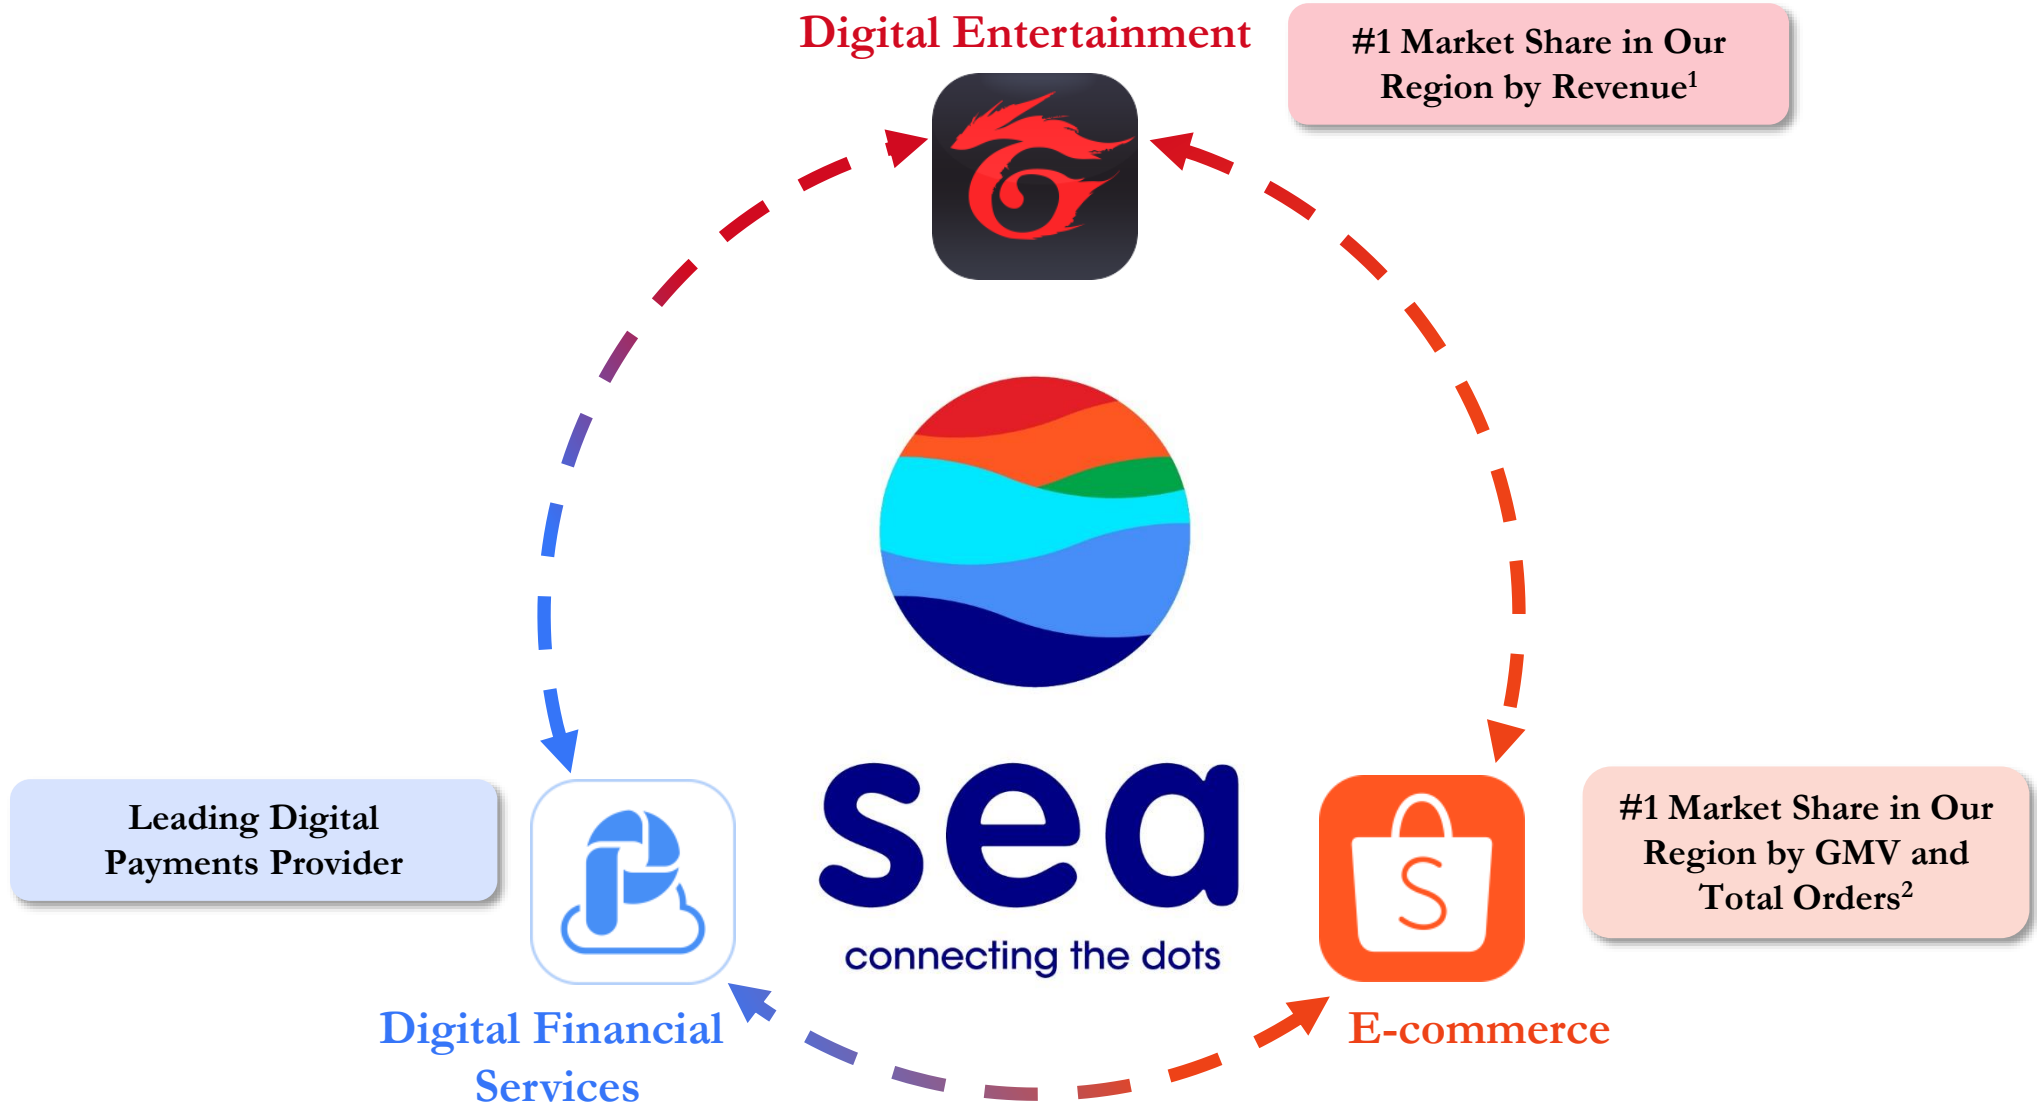 Digital Entertainment
#1 Market Share in Our
Region by Revenue¹
Leading Digital
Payments Provider
sea
connecting the dots
S
#1 Market Share in Our
Region by GMV and
Total Orders²
Digital Financial
Services
E-commerce